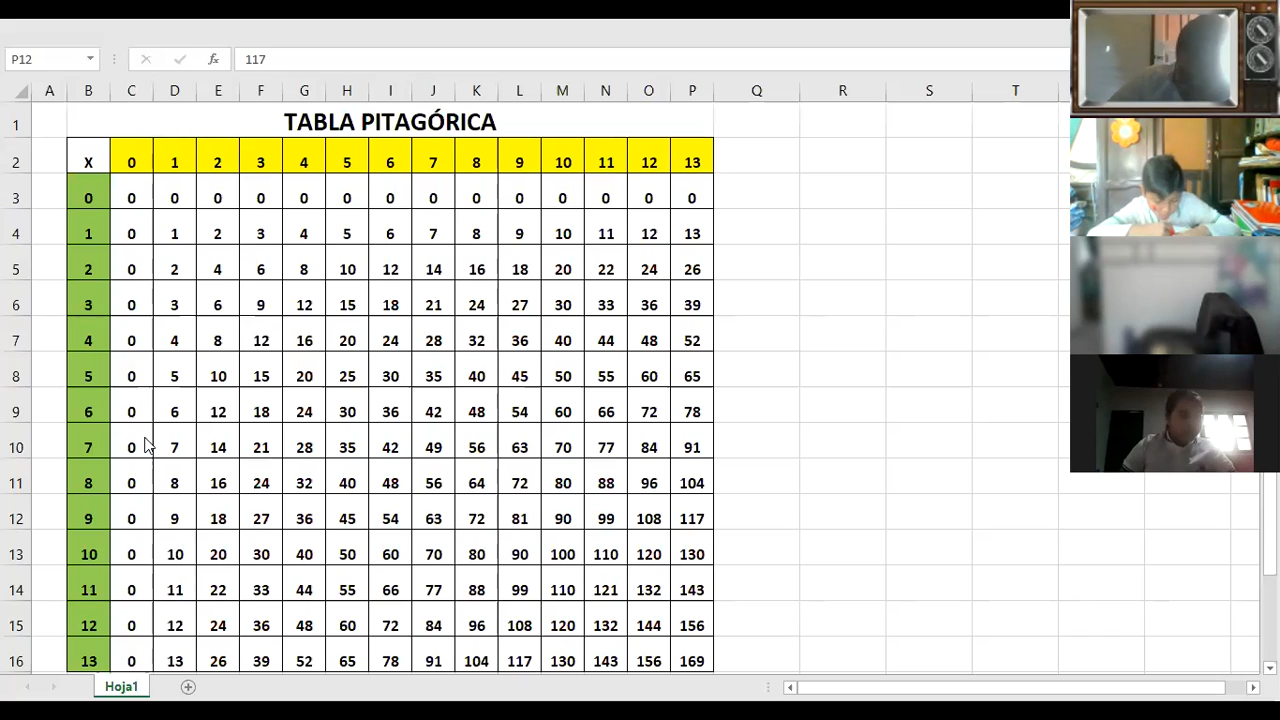 P12 fx 117
A B C D E F G H I J K L M N O P Q R S T
1 TABLA PITAGÓRICA
2 X 0 1 2 3 4 5 6 7 8 9 10 11 12 13
3 0 0 0 0 0 0 0 0 0 0 0 0 0 0 0
4 1 0 1 2 3 4 5 6 7 8 9 10 11 12 13
5 2 0 2 4 6 8 10 12 14 16 18 20 22 24 26
6 3 0 3 6 9 12 15 18 21 24 27 30 33 36 39
7 4 0 4 8 12 16 20 24 28 32 36 40 44 48 52
8 5 0 5 10 15 20 25 30 35 40 45 50 55 60 65
9 6 0 6 12 18 24 30 36 42 48 54 60 66 72 78
10 7 0 7 14 21 28 35 42 49 56 63 70 77 84 91
11 8 0 8 16 24 32 40 48 56 64 72 80 88 96 104
12 9 0 9 18 27 36 45 54 63 72 81 90 99 108 117
13 10 0 10 20 30 40 50 60 70 80 90 100 110 120 130
14 11 0 11 22 33 44 55 66 77 88 99 110 121 132 143
15 12 0 12 24 36 48 60 72 84 96 108 120 132 144 156
16 13 0 13 26 39 52 65 78 91 104 117 130 143 156 169
Hoja1